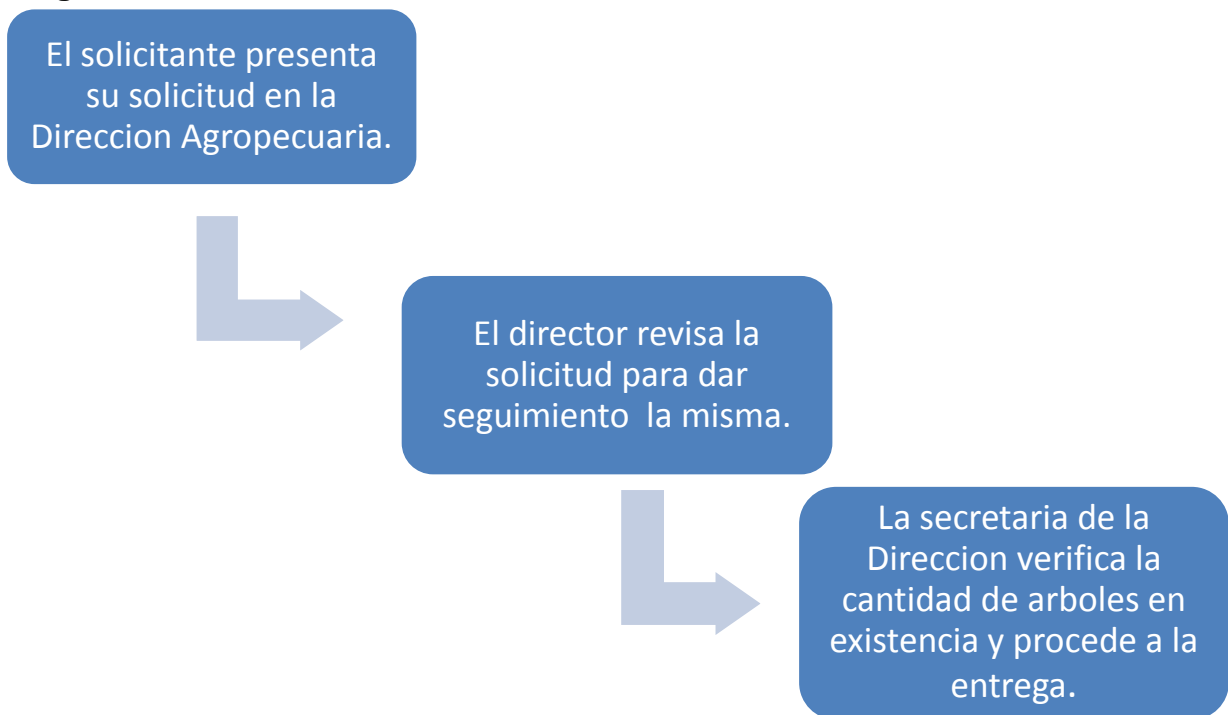 El solicitante presenta
su solicitud en la
Direccion Agropecuaria.
El director revisa la
solicitud para dar
seguimiento  la misma.
La secretaria de la
Direccion verifica la
cantidad de arboles en
existencia y procede a la
entrega.